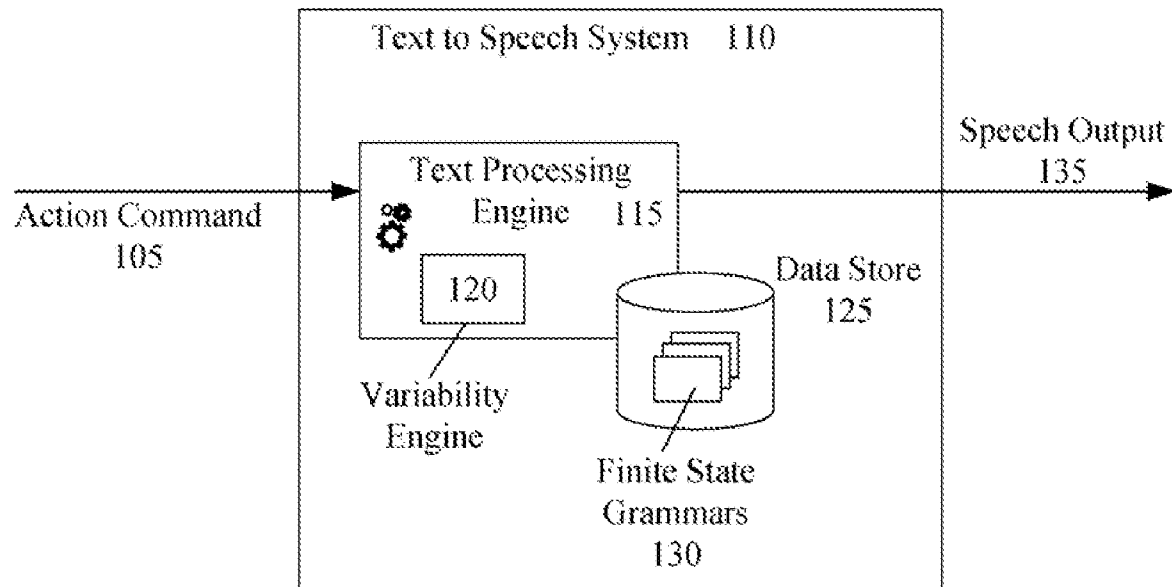 Text to Speech System 110
Speech Output
135
Text Processing
Engine 115
Action Command
105
120
Data Store
125
Variability
Engine
Finite State
Grammars
130